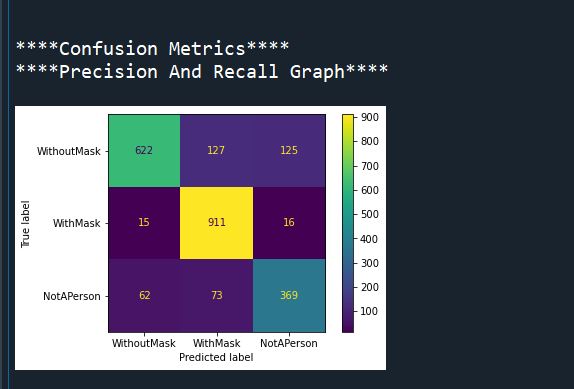 ****Confusion Metrics****
****Precision And Recall Graph****
WithoutMask 622 127 125
WithMask 15 911 16
NotAPerson 62 73 369
WithoutMask WithMask NotAPerson
Predicted label
True label
900
800
700
600
500
400
300
200
100